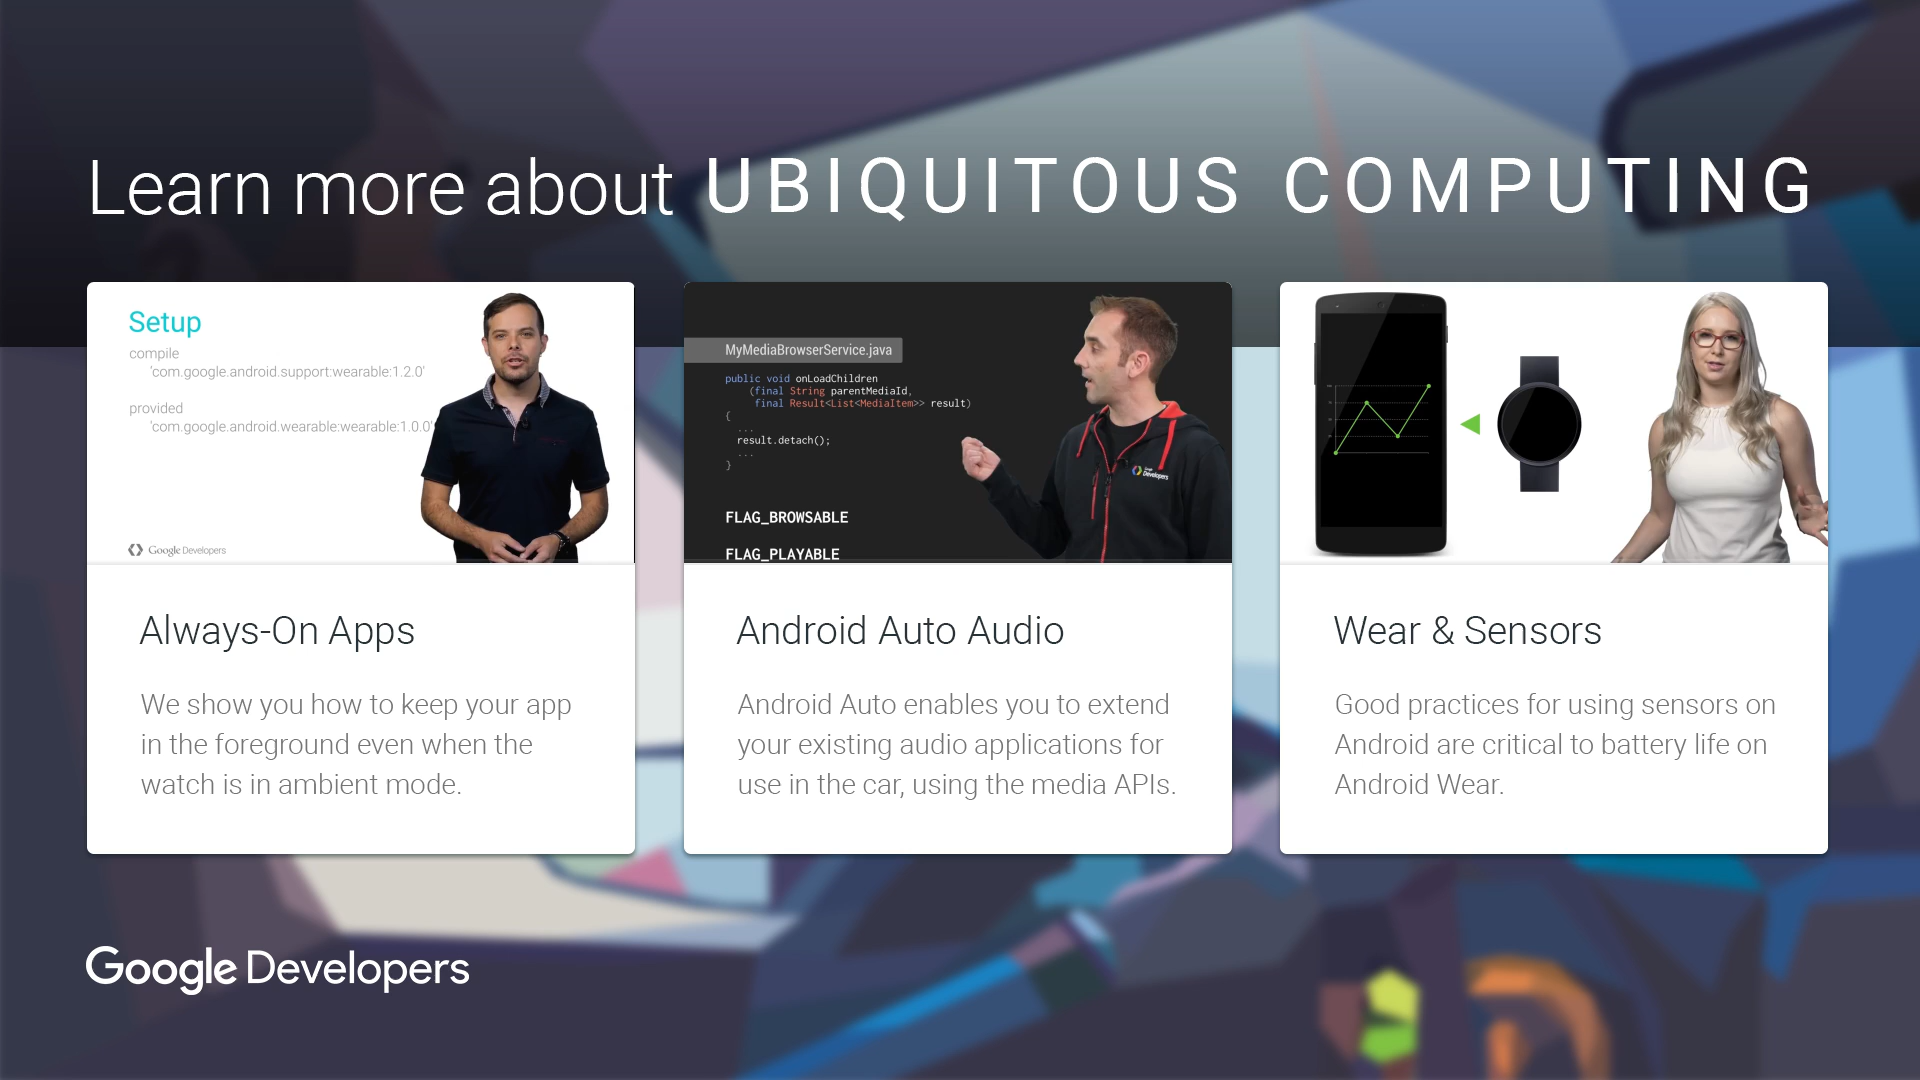 Learn more about UBIQUITOUS COMPUTING
Setup
compile
'com.google.android.support:wearable:1.2.0'
provided
'com.google.android.wearable:wearable:1.0.0'
Google Developers
Always-On Apps
We show you how to keep your app
in the foreground even when the
watch is in ambient mode.
MyMediaBrowserService.java
public void onLoadChildren
(final String parentMediaId,
final Result<List<MediaItem>> result)
{
...
result.detach();
...
}
FLAG_BROWSABLE
FLAG_PLAYABLE
Google
Developers
Android Auto Audio
Android Auto enables you to extend
your existing audio applications for
use in the car, using the media APIs.
Wear & Sensors
Good practices for using sensors on
Android are critical to battery life on
Android Wear.
Google Developers